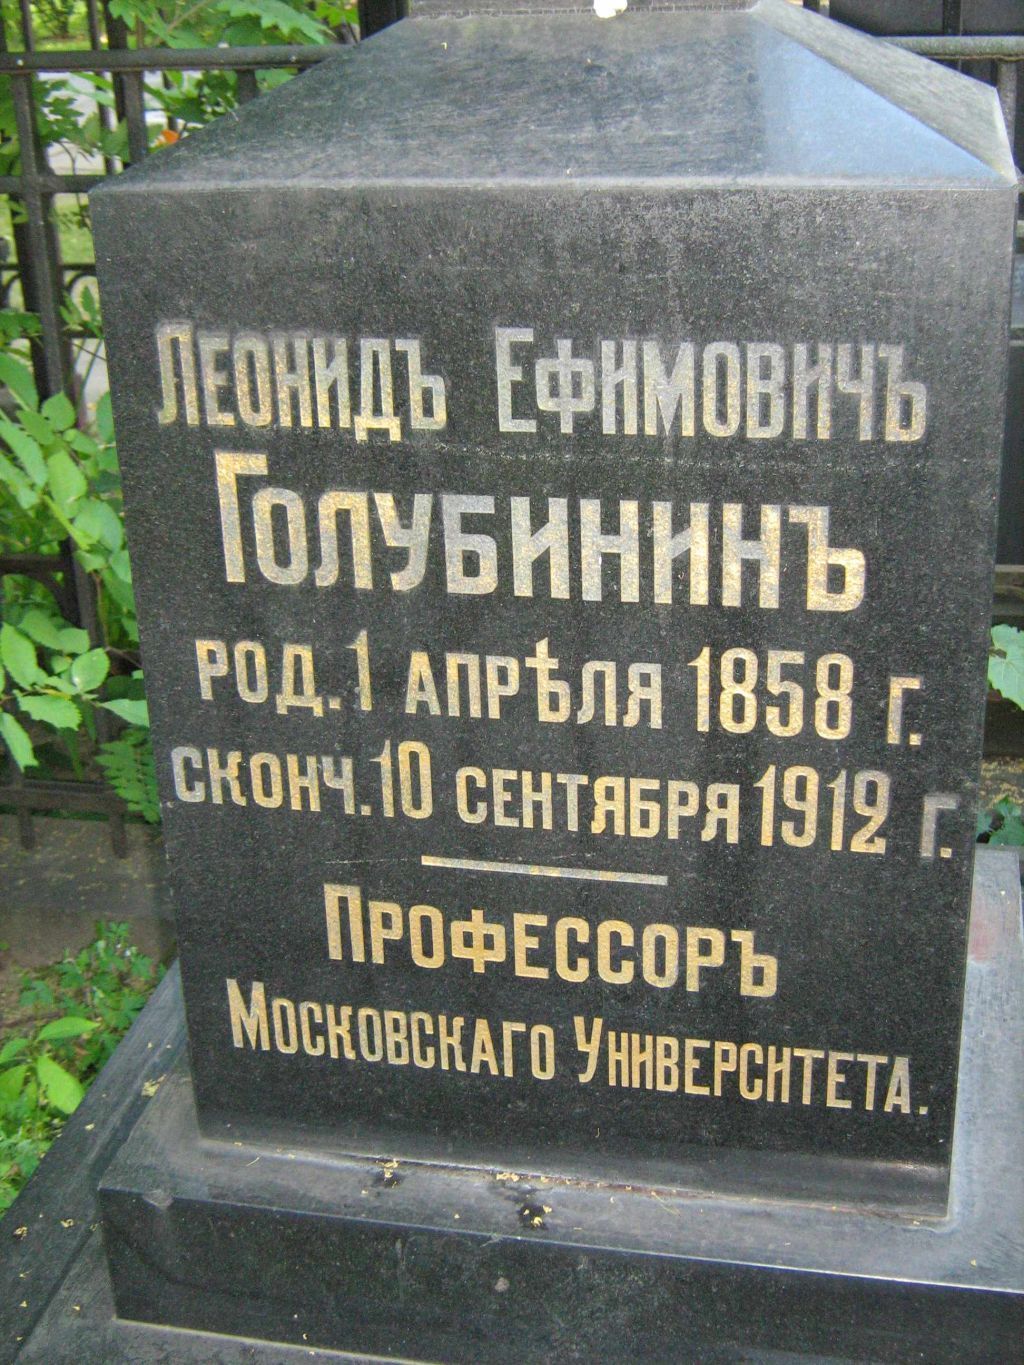 Леонидъ Ефимовичъ
Голубининъ
род. 1 апрѣля 1858 г.
сконч. 10 сентября 1912 г.
Профессоръ
Московскаго Университета.